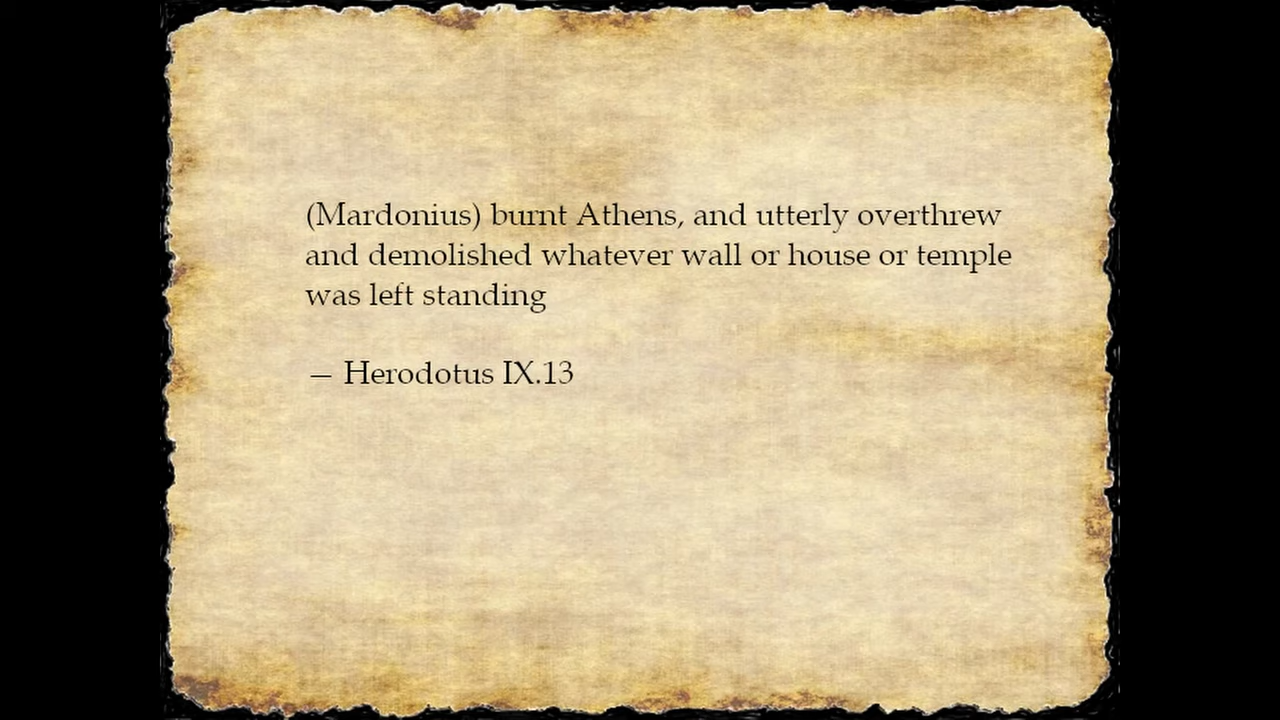 (Mardonius) burnt Athens, and utterly overthrew
and demolished whatever wall or house or temple
was left standing
— Herodotus IX.13